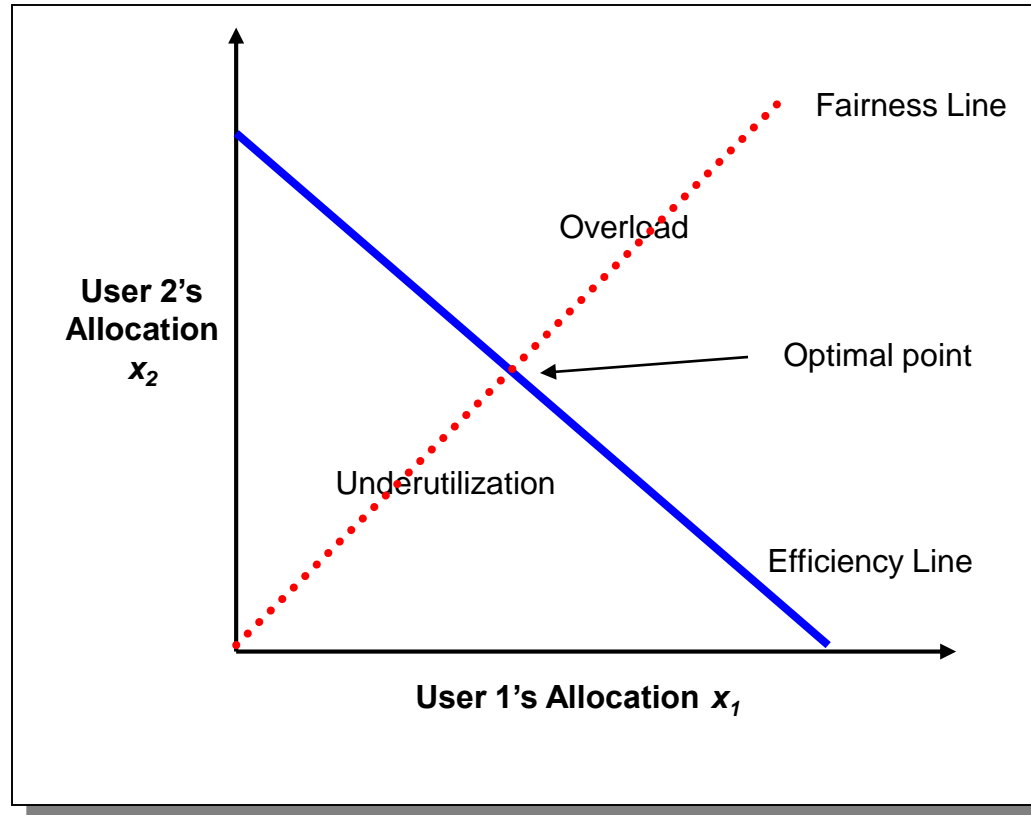 Fairness Line
Overload
User 2’s
Allocation
x₂
Optimal point
Underutilization
Efficiency Line
User 1’s Allocation x₁